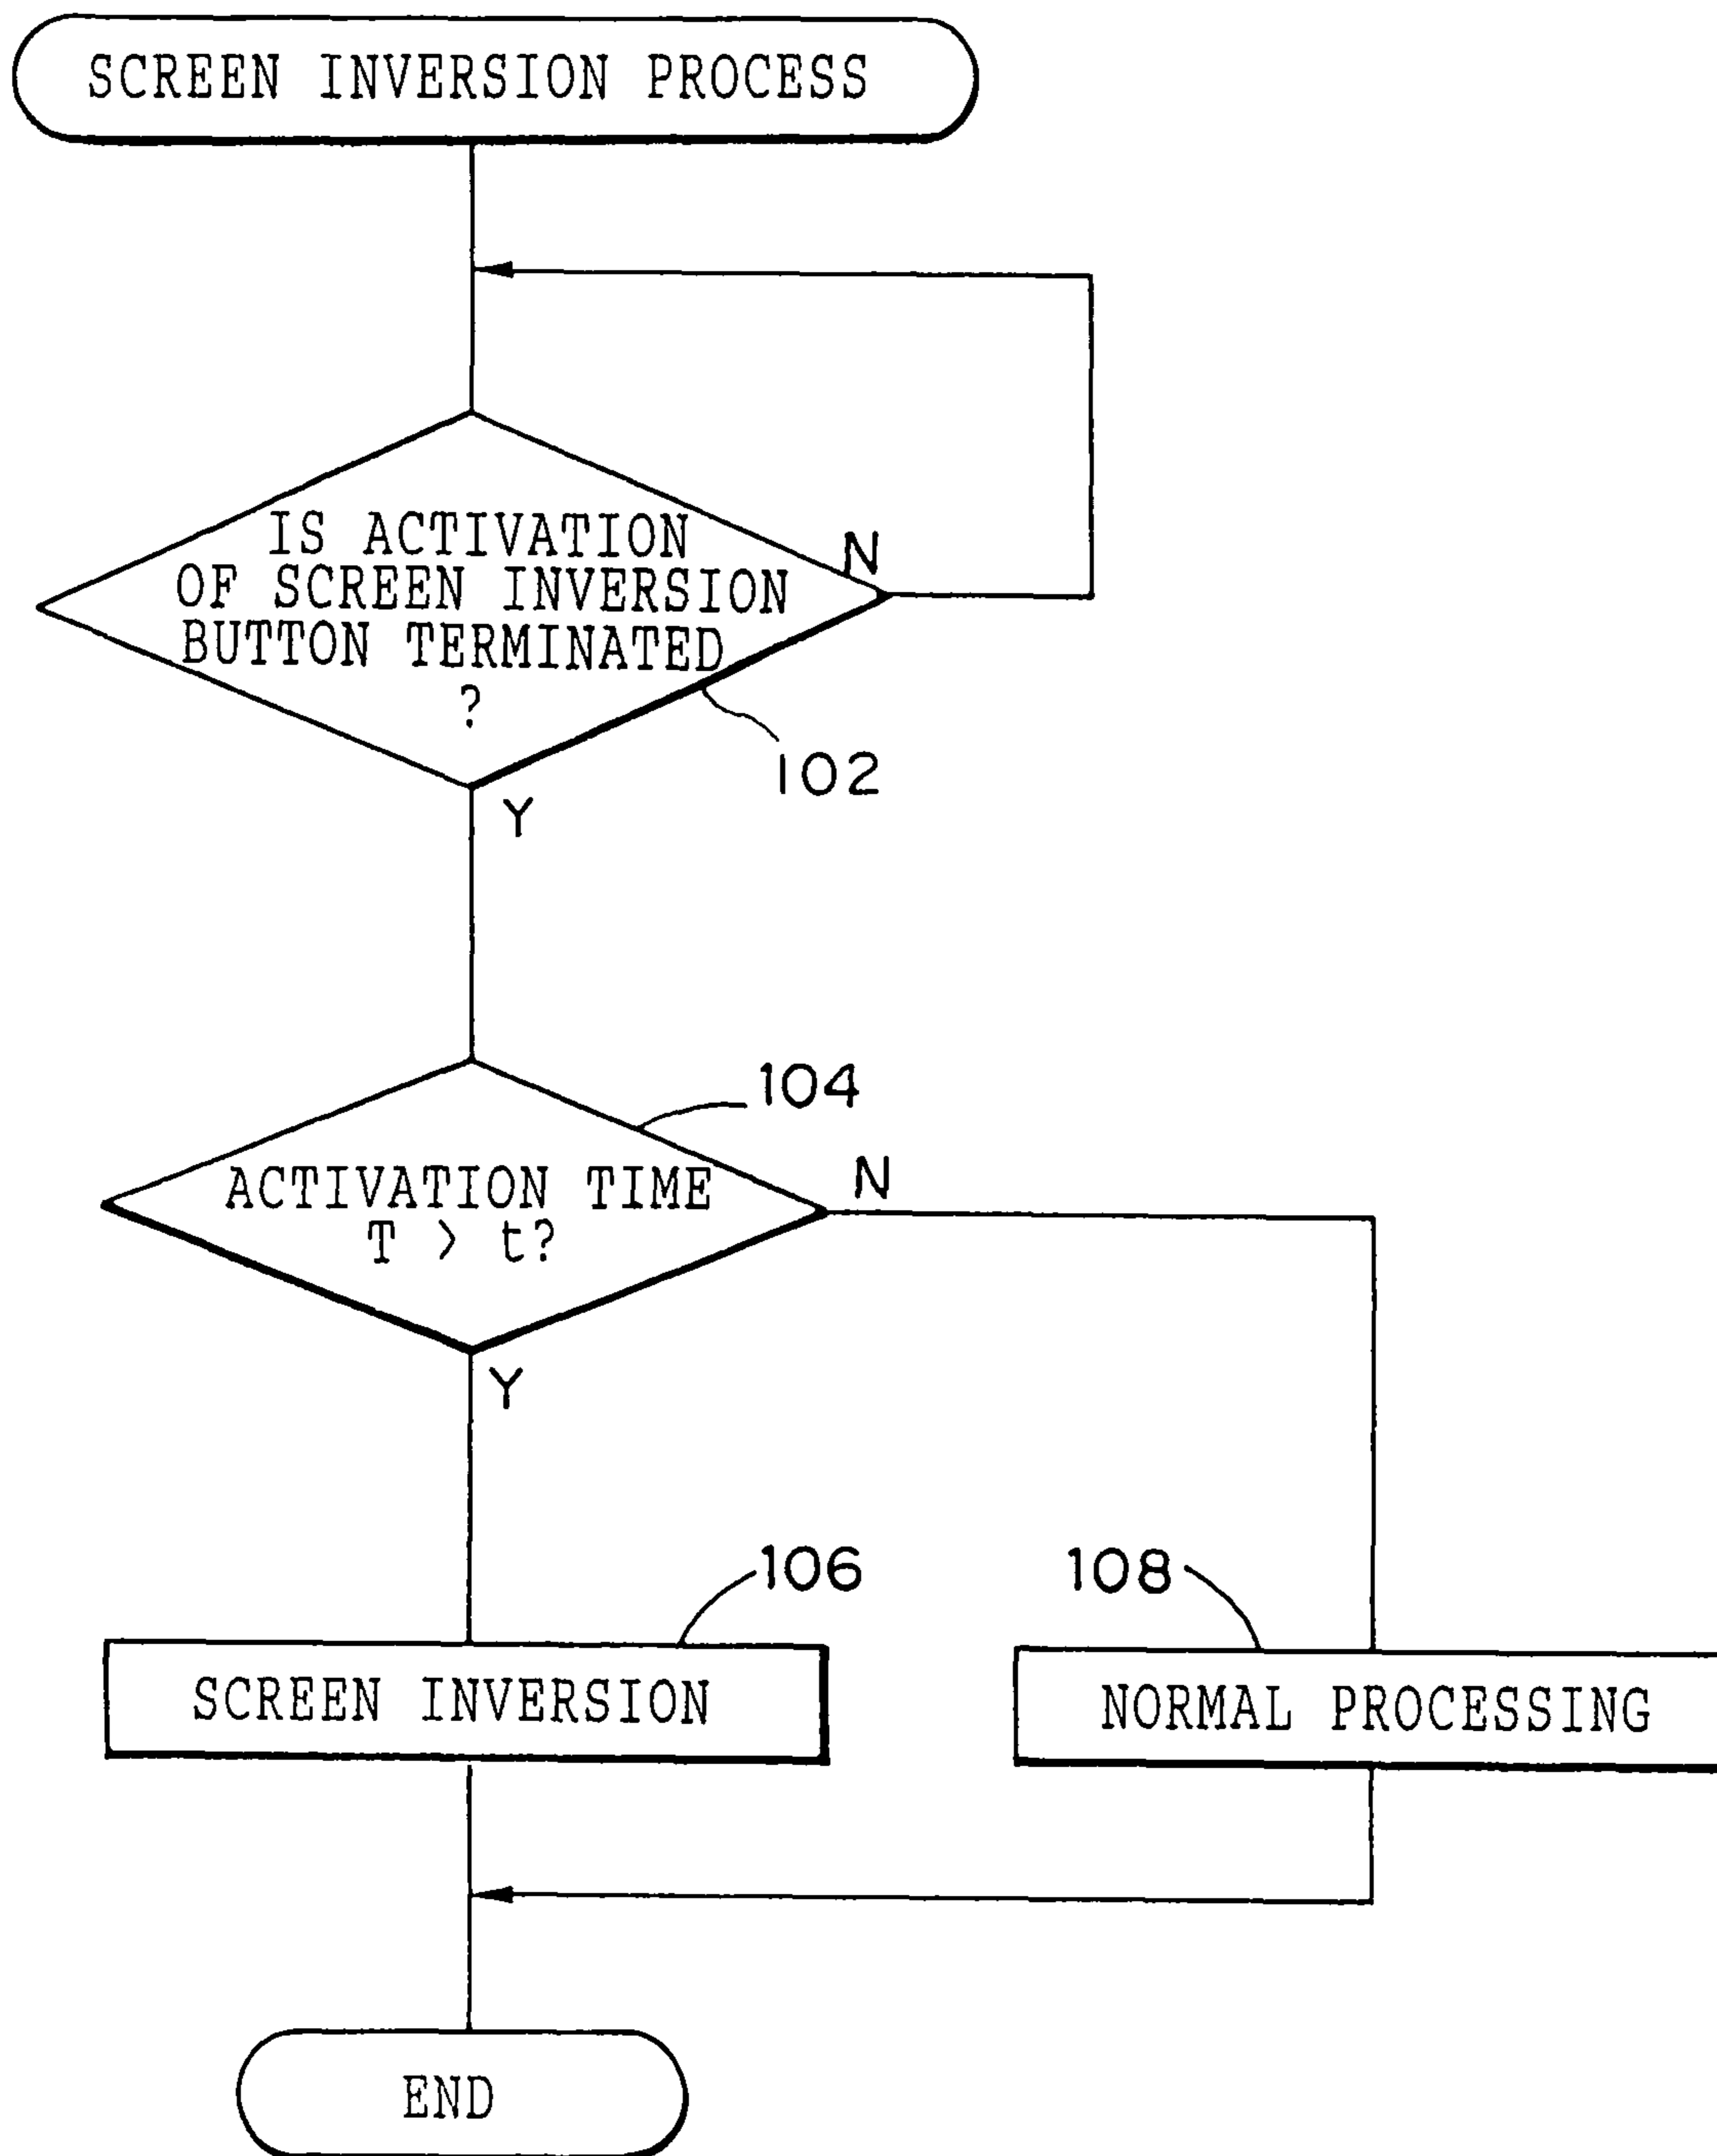 SCREEN INVERSION PROCESS
IS ACTIVATION
OF SCREEN INVERSION
BUTTON TERMINATED
?
N
102
Y
104
ACTIVATION TIME
T > t?
N
Y
106
108
SCREEN INVERSION
NORMAL PROCESSING
END